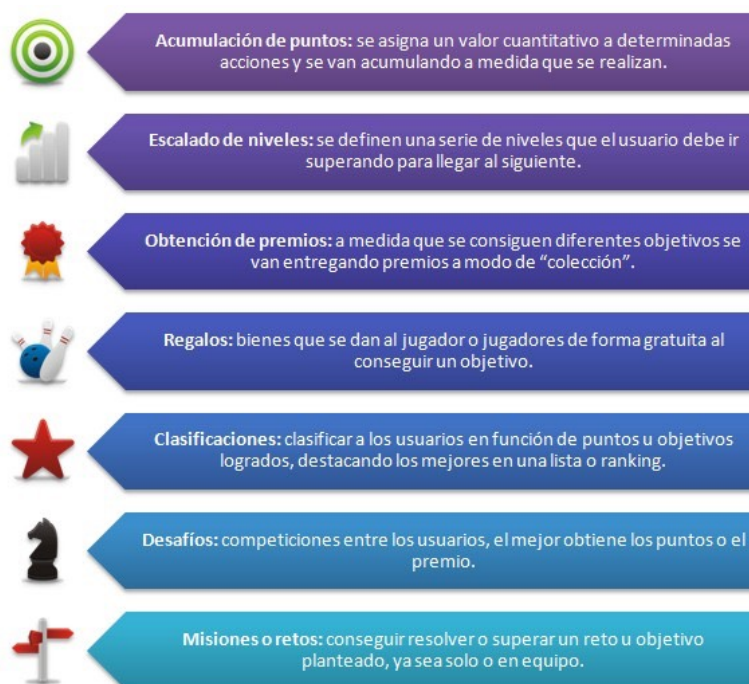 Acumulación de puntos: se asigna un valor cuantitativo a determinadas
acciones y se van acumulando a medida que se realizan.
Escalado de niveles: se definen una serie de niveles que el usuario debe ir
superando para llegar al siguiente.
Obtención de premios: a medida que se consiguen diferentes objetivos se
van entregando premios a modo de “colección”.
Regalos: bienes que se dan al jugador o jugadores de forma gratuita al
conseguir un objetivo.
Clasificaciones: clasificar a los usuarios en función de puntos u objetivos
logrados, destacando los mejores en una lista o ranking.
Desafíos: competiciones entre los usuarios, el mejor obtiene los puntos o el
premio.
Misiones o retos: conseguir resolver o superar un reto u objetivo
planteado, ya sea solo o en equipo.